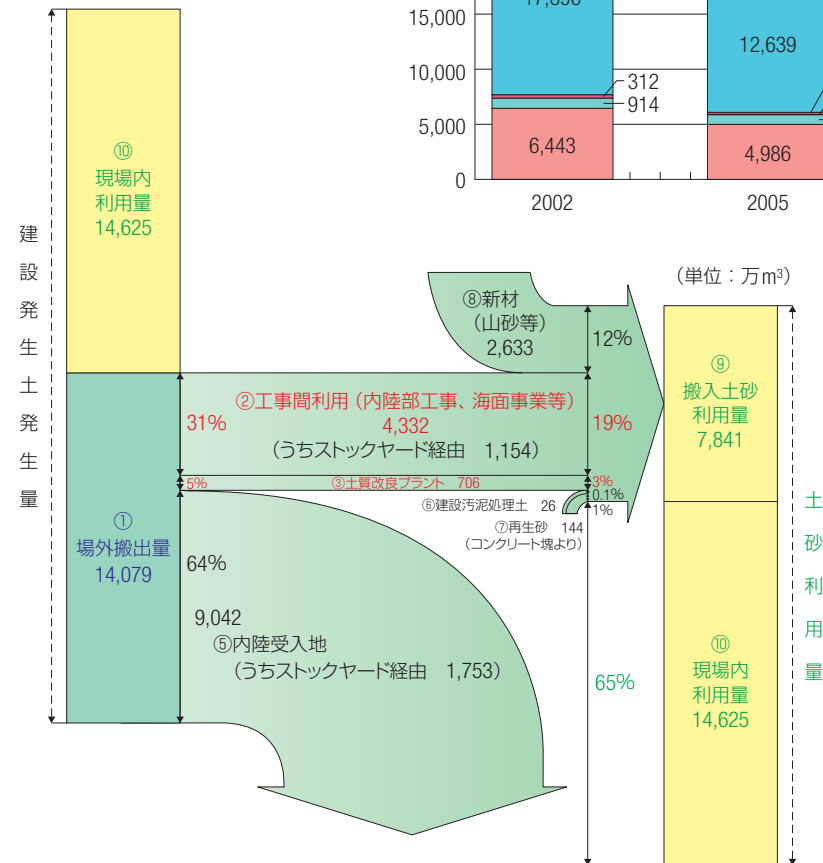 15,000
10,000
5,000
0
12,639
312
914
6,443
4,986
2002
2005
(単位:万m³)
建設発生土発生量
⑩
現場内
利用量
14,625
①
場外搬出量
14,079
⑧新材
(山砂等)
2,633
12%
②工事間利用(内陸部工事、海面事業等)
31%
4,332
19%
(うちストックヤード経由 1,154)
5%
③土質改良プラント 706
3%
0.1%
⑥建設汚泥処理土 26
1%
⑦再生砂 144
(コンクリート塊より)
64%
9,042
⑤内陸受入地
(うちストックヤード経由 1,753)
65%
⑨
搬入土砂
利用量
7,841
⑩
現場内
利用量
14,625
土砂利用量